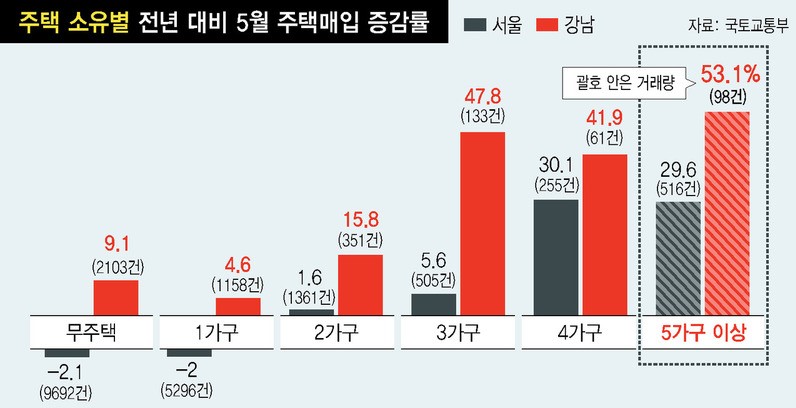 주택 소유별 전년 대비 5월 주택매입 증감률
서울 강남
자료: 국토교통부
괄호 안은 거래량
9.1
(2103건)
무주택
-2.1
(9692건)
4.6
(1158건)
1가구
-2
(5296건)
1.6
(1361건)
15.8
(351건)
2가구
5.6
(505건)
47.8
(133건)
3가구
30.1
(255건)
41.9
(61건)
4가구
29.6
(516건)
53.1%
(98건)
5가구 이상